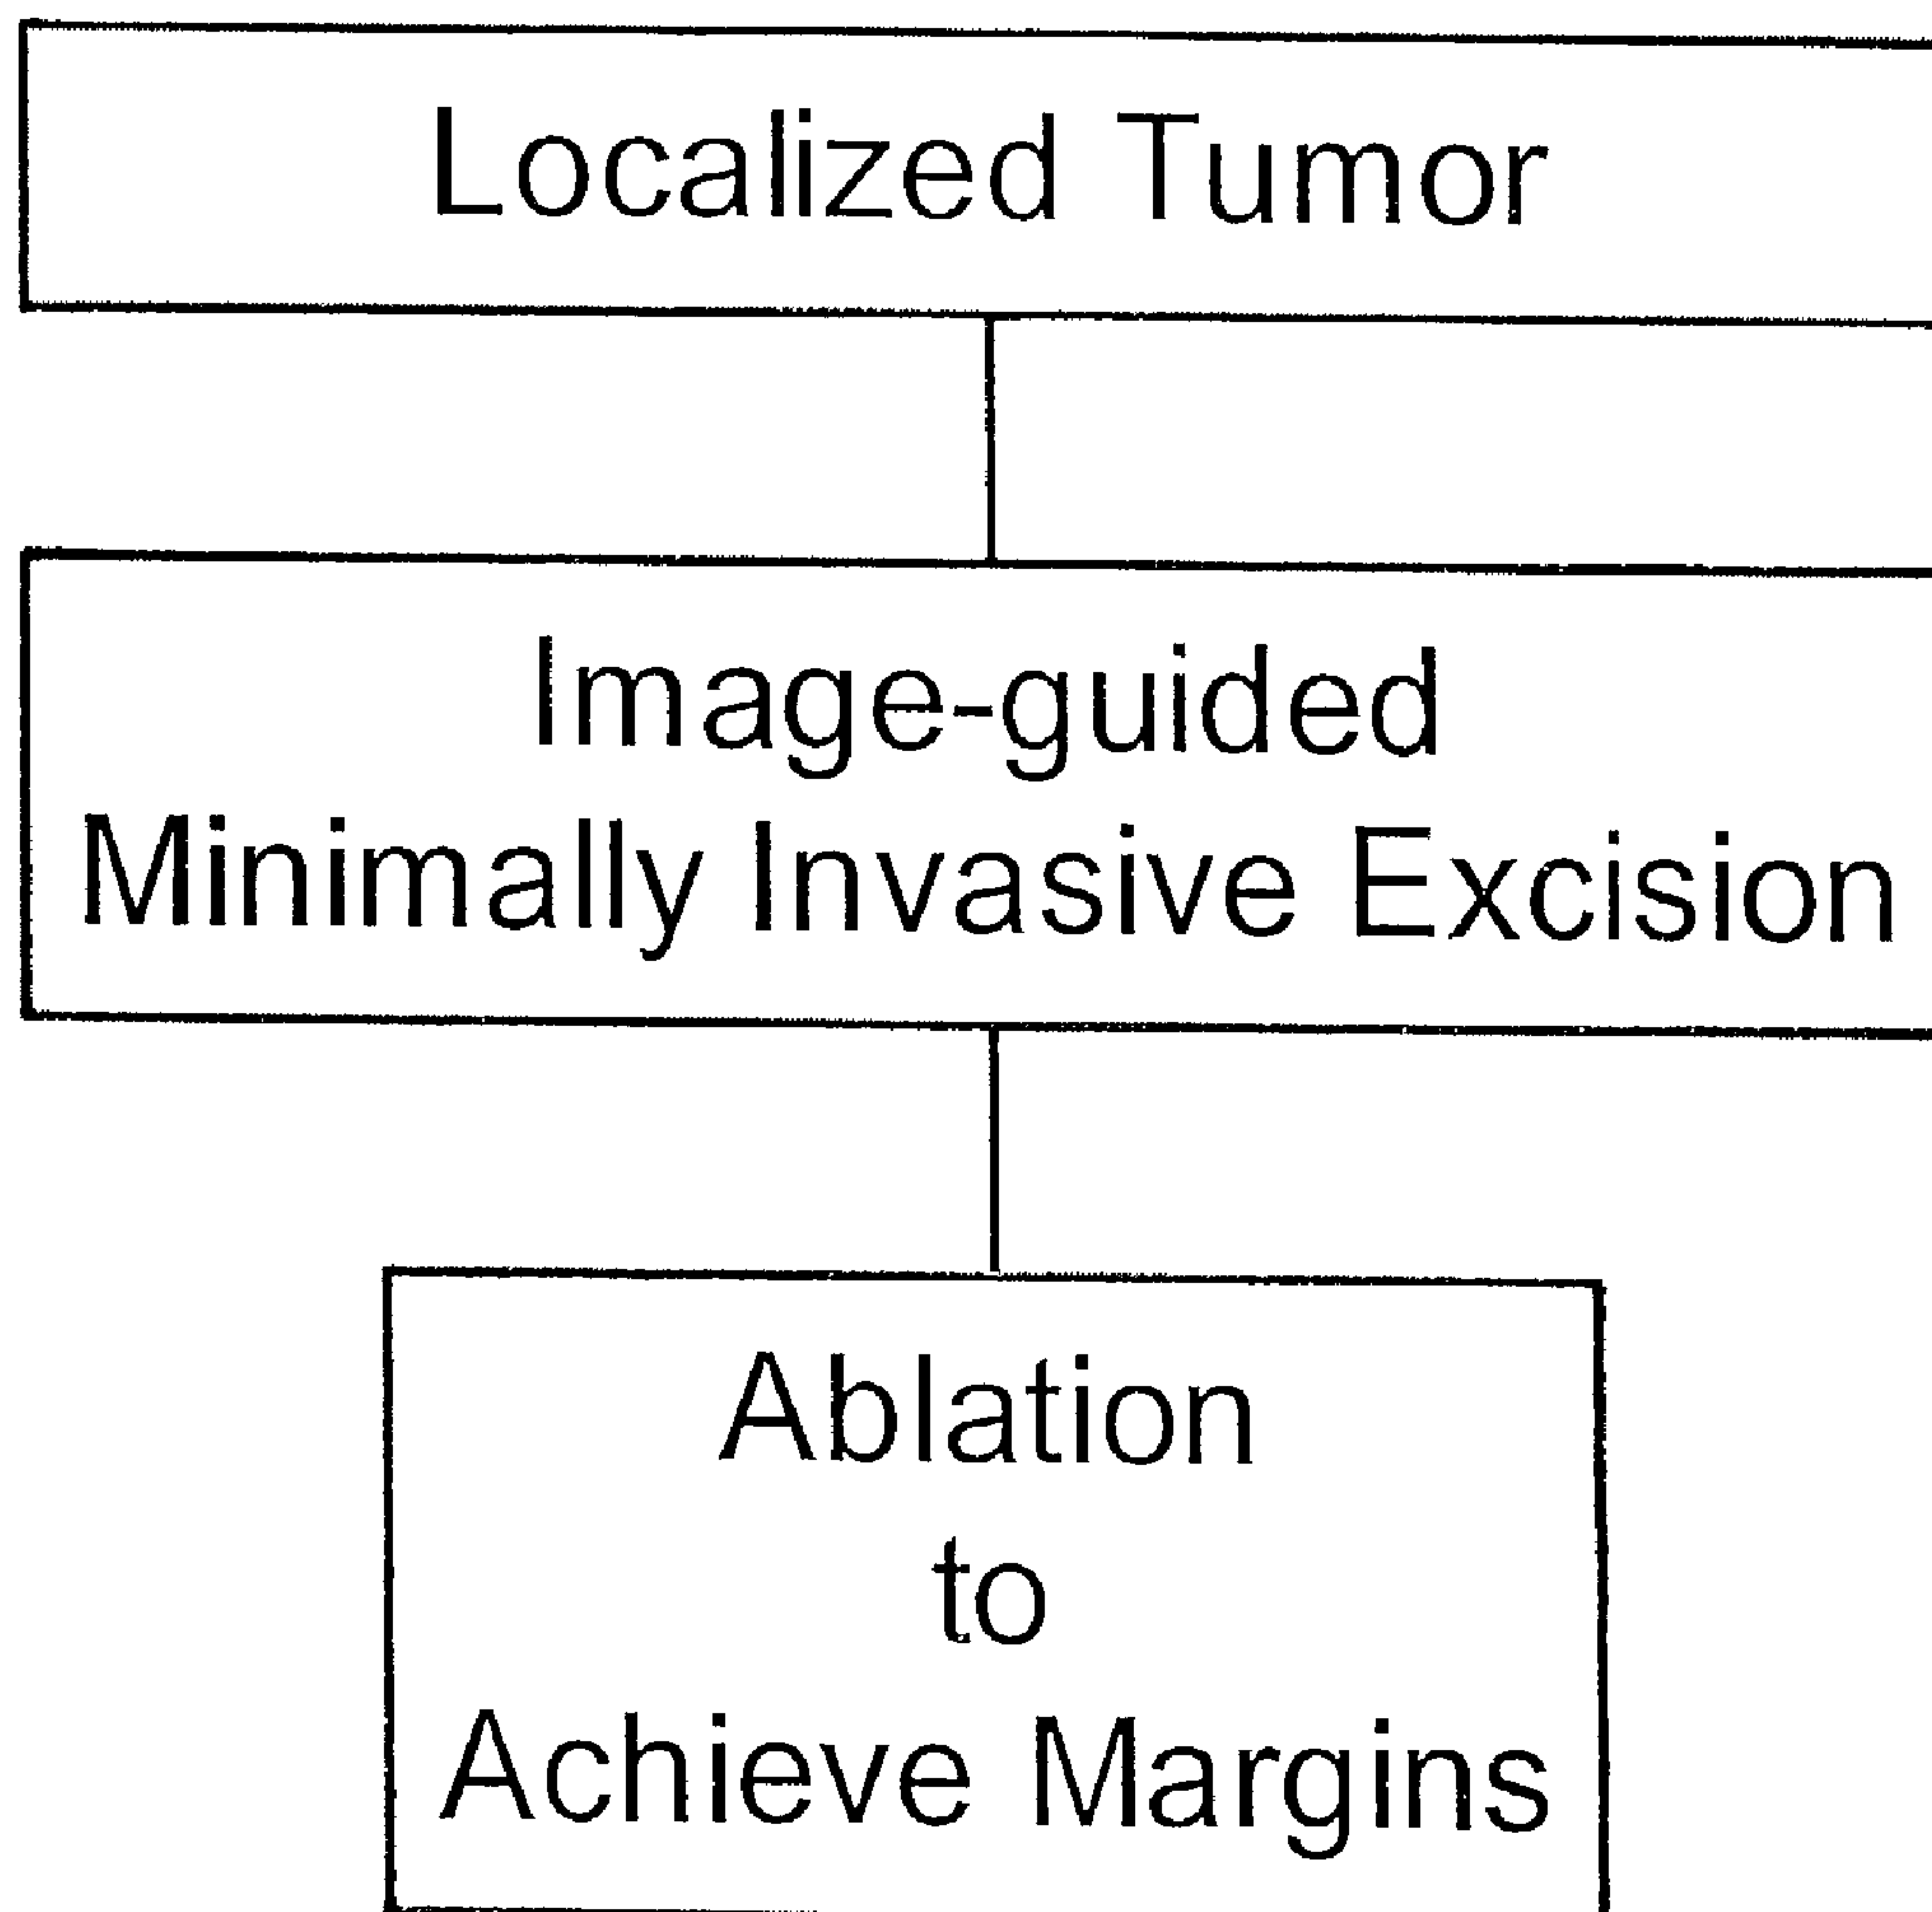 Localized Tumor
Image-guided
Minimally Invasive Excision
Ablation
to
Achieve Margins